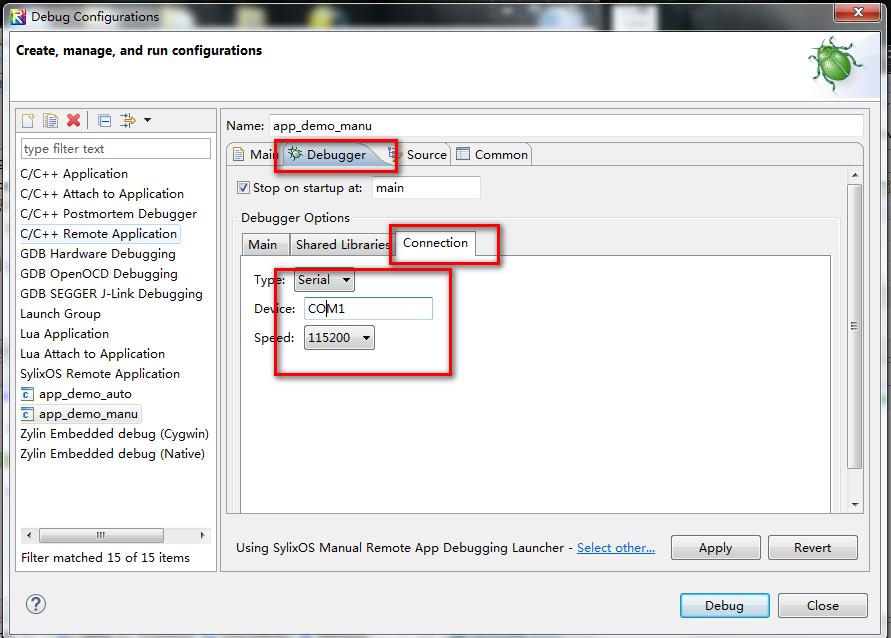 Debug Configurations
Create, manage, and run configurations
type filter text
C/C++ Application
C/C++ Attach to Application
C/C++ Postmortem Debugger
C/C++ Remote Application
GDB Hardware Debugging
GDB OpenOCD Debugging
GDB SEGGER J-Link Debugging
Launch Group
Lua Application
Lua Attach to Application
SylixOS Remote Application
app_demo_auto
app_demo_manu
Zylin Embedded debug (Cygwin)
Zylin Embedded debug (Native)
Filter matched 15 of 15 items
Name: app_demo_manu
Main Debugger Source Common
Stop on startup at: main
Debugger Options
Main Shared Libraries Connection
Type: Serial
Device: COM1
Speed: 115200
Using SylixOS Manual Remote App Debugging Launcher - Select other...
Apply Revert
Debug Close